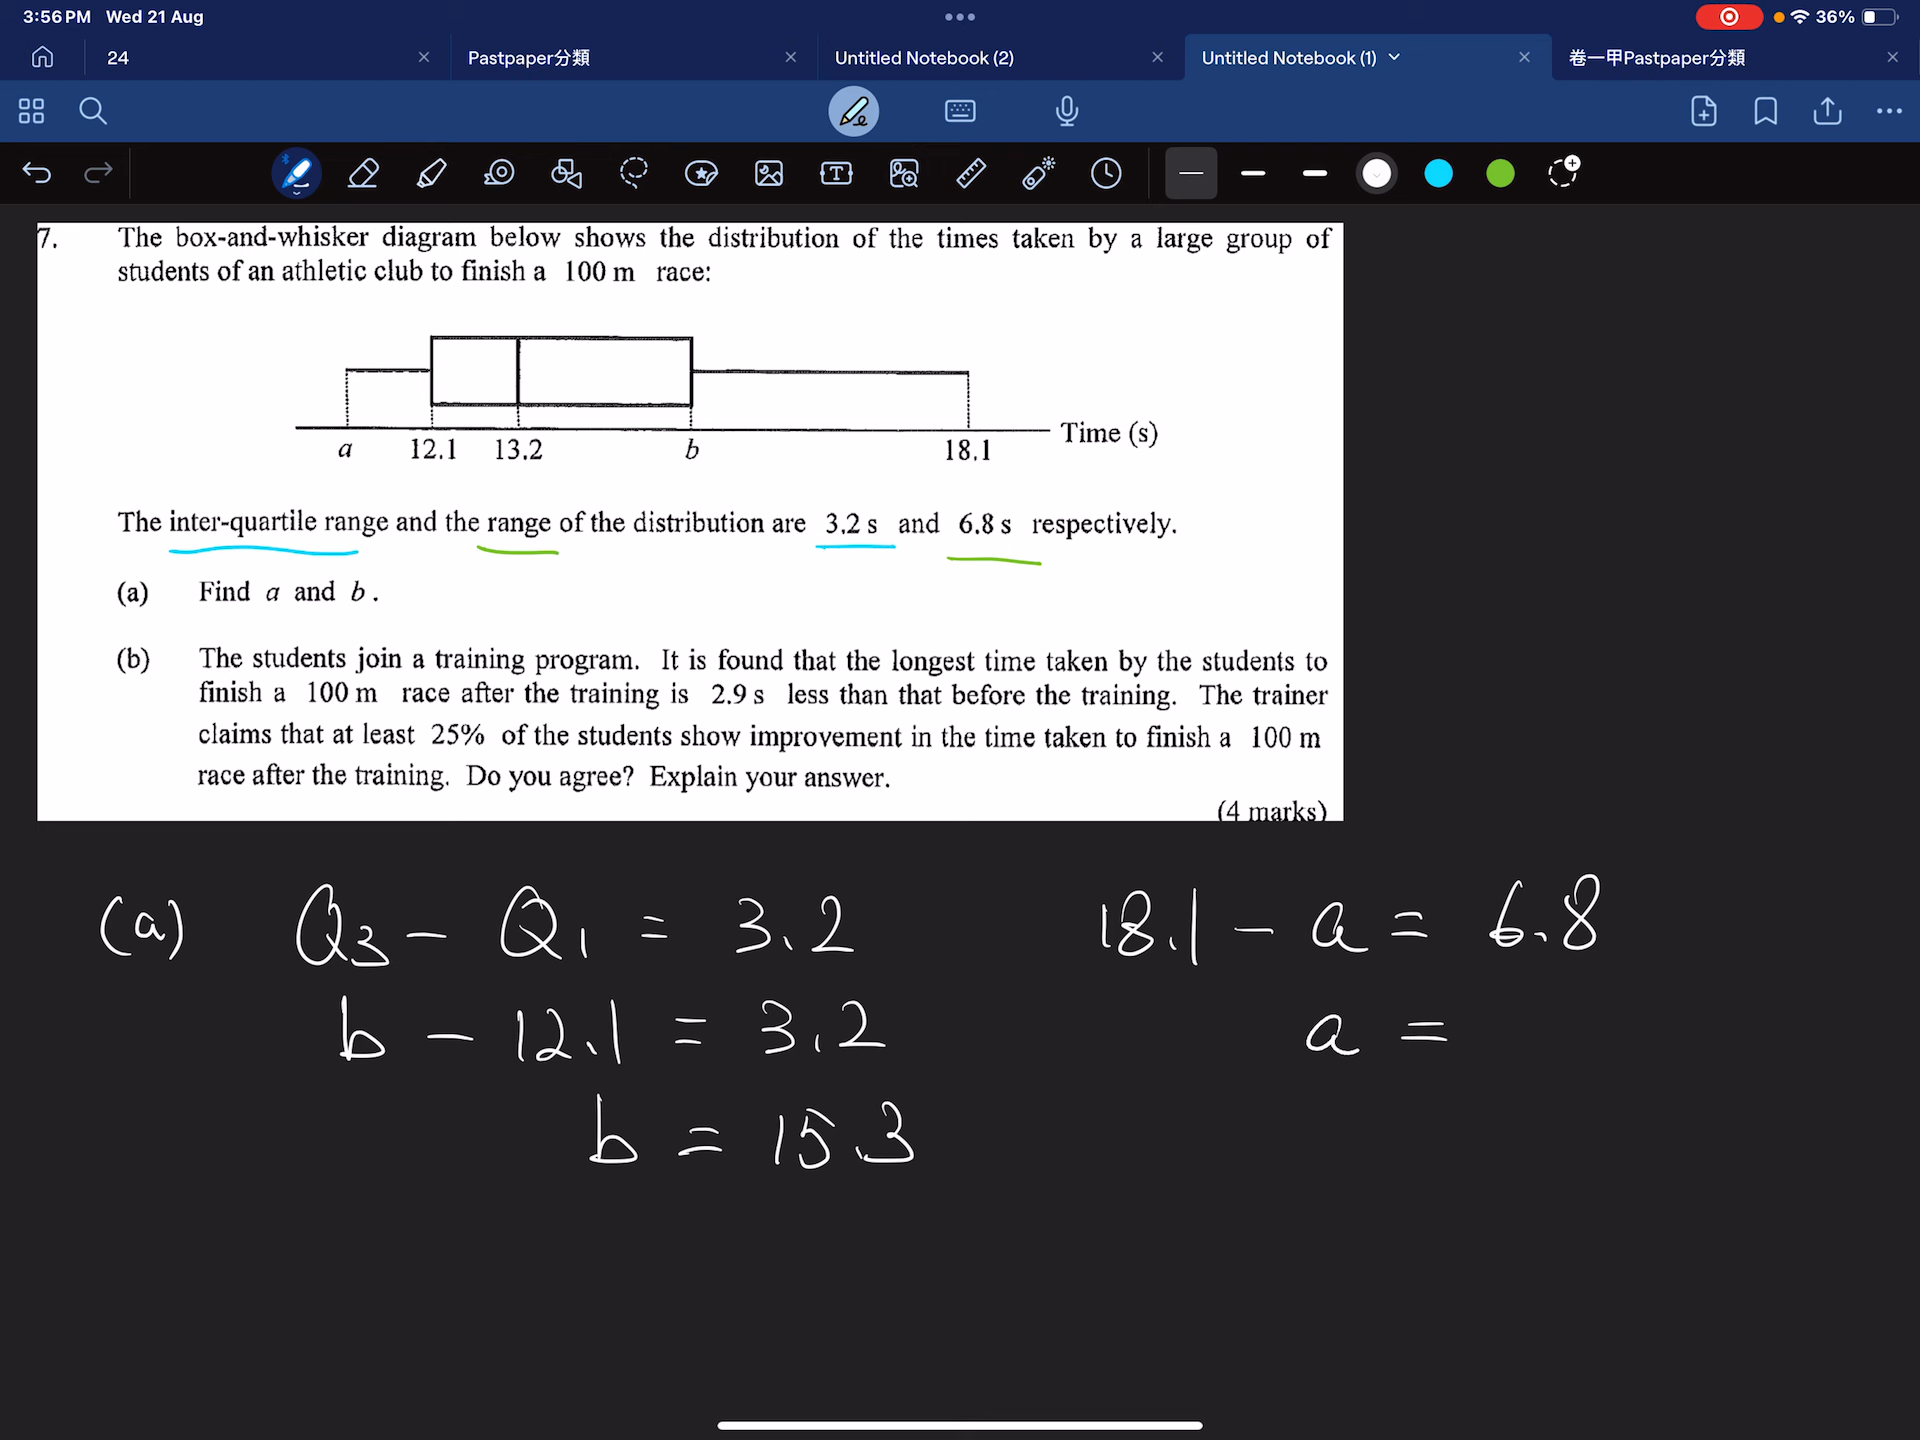 3:56 PM Wed 21 Aug
36%
24
Pastpaper分類
Untitled Notebook (2)
Untitled Notebook (1)
卷一甲Pastpaper分類
7. The box-and-whisker diagram below shows the distribution of the times taken by a large group of
students of an athletic club to finish a 100 m race:
Time (s)
a 12.1 13.2 b 18.1
The inter-quartile range and the range of the distribution are 3.2 s and 6.8 s respectively.
(a) Find a and b.
(b) The students join a training program. It is found that the longest time taken by the students to
finish a 100 m race after the training is 2.9 s less than that before the training. The trainer
claims that at least 25% of the students show improvement in the time taken to finish a 100 m
race after the training. Do you agree? Explain your answer.
(4 marks)
(a) Q3 - Q1 = 3.2
b - 12.1 = 3.2
b = 15.3
18.1 - a = 6.8
a =